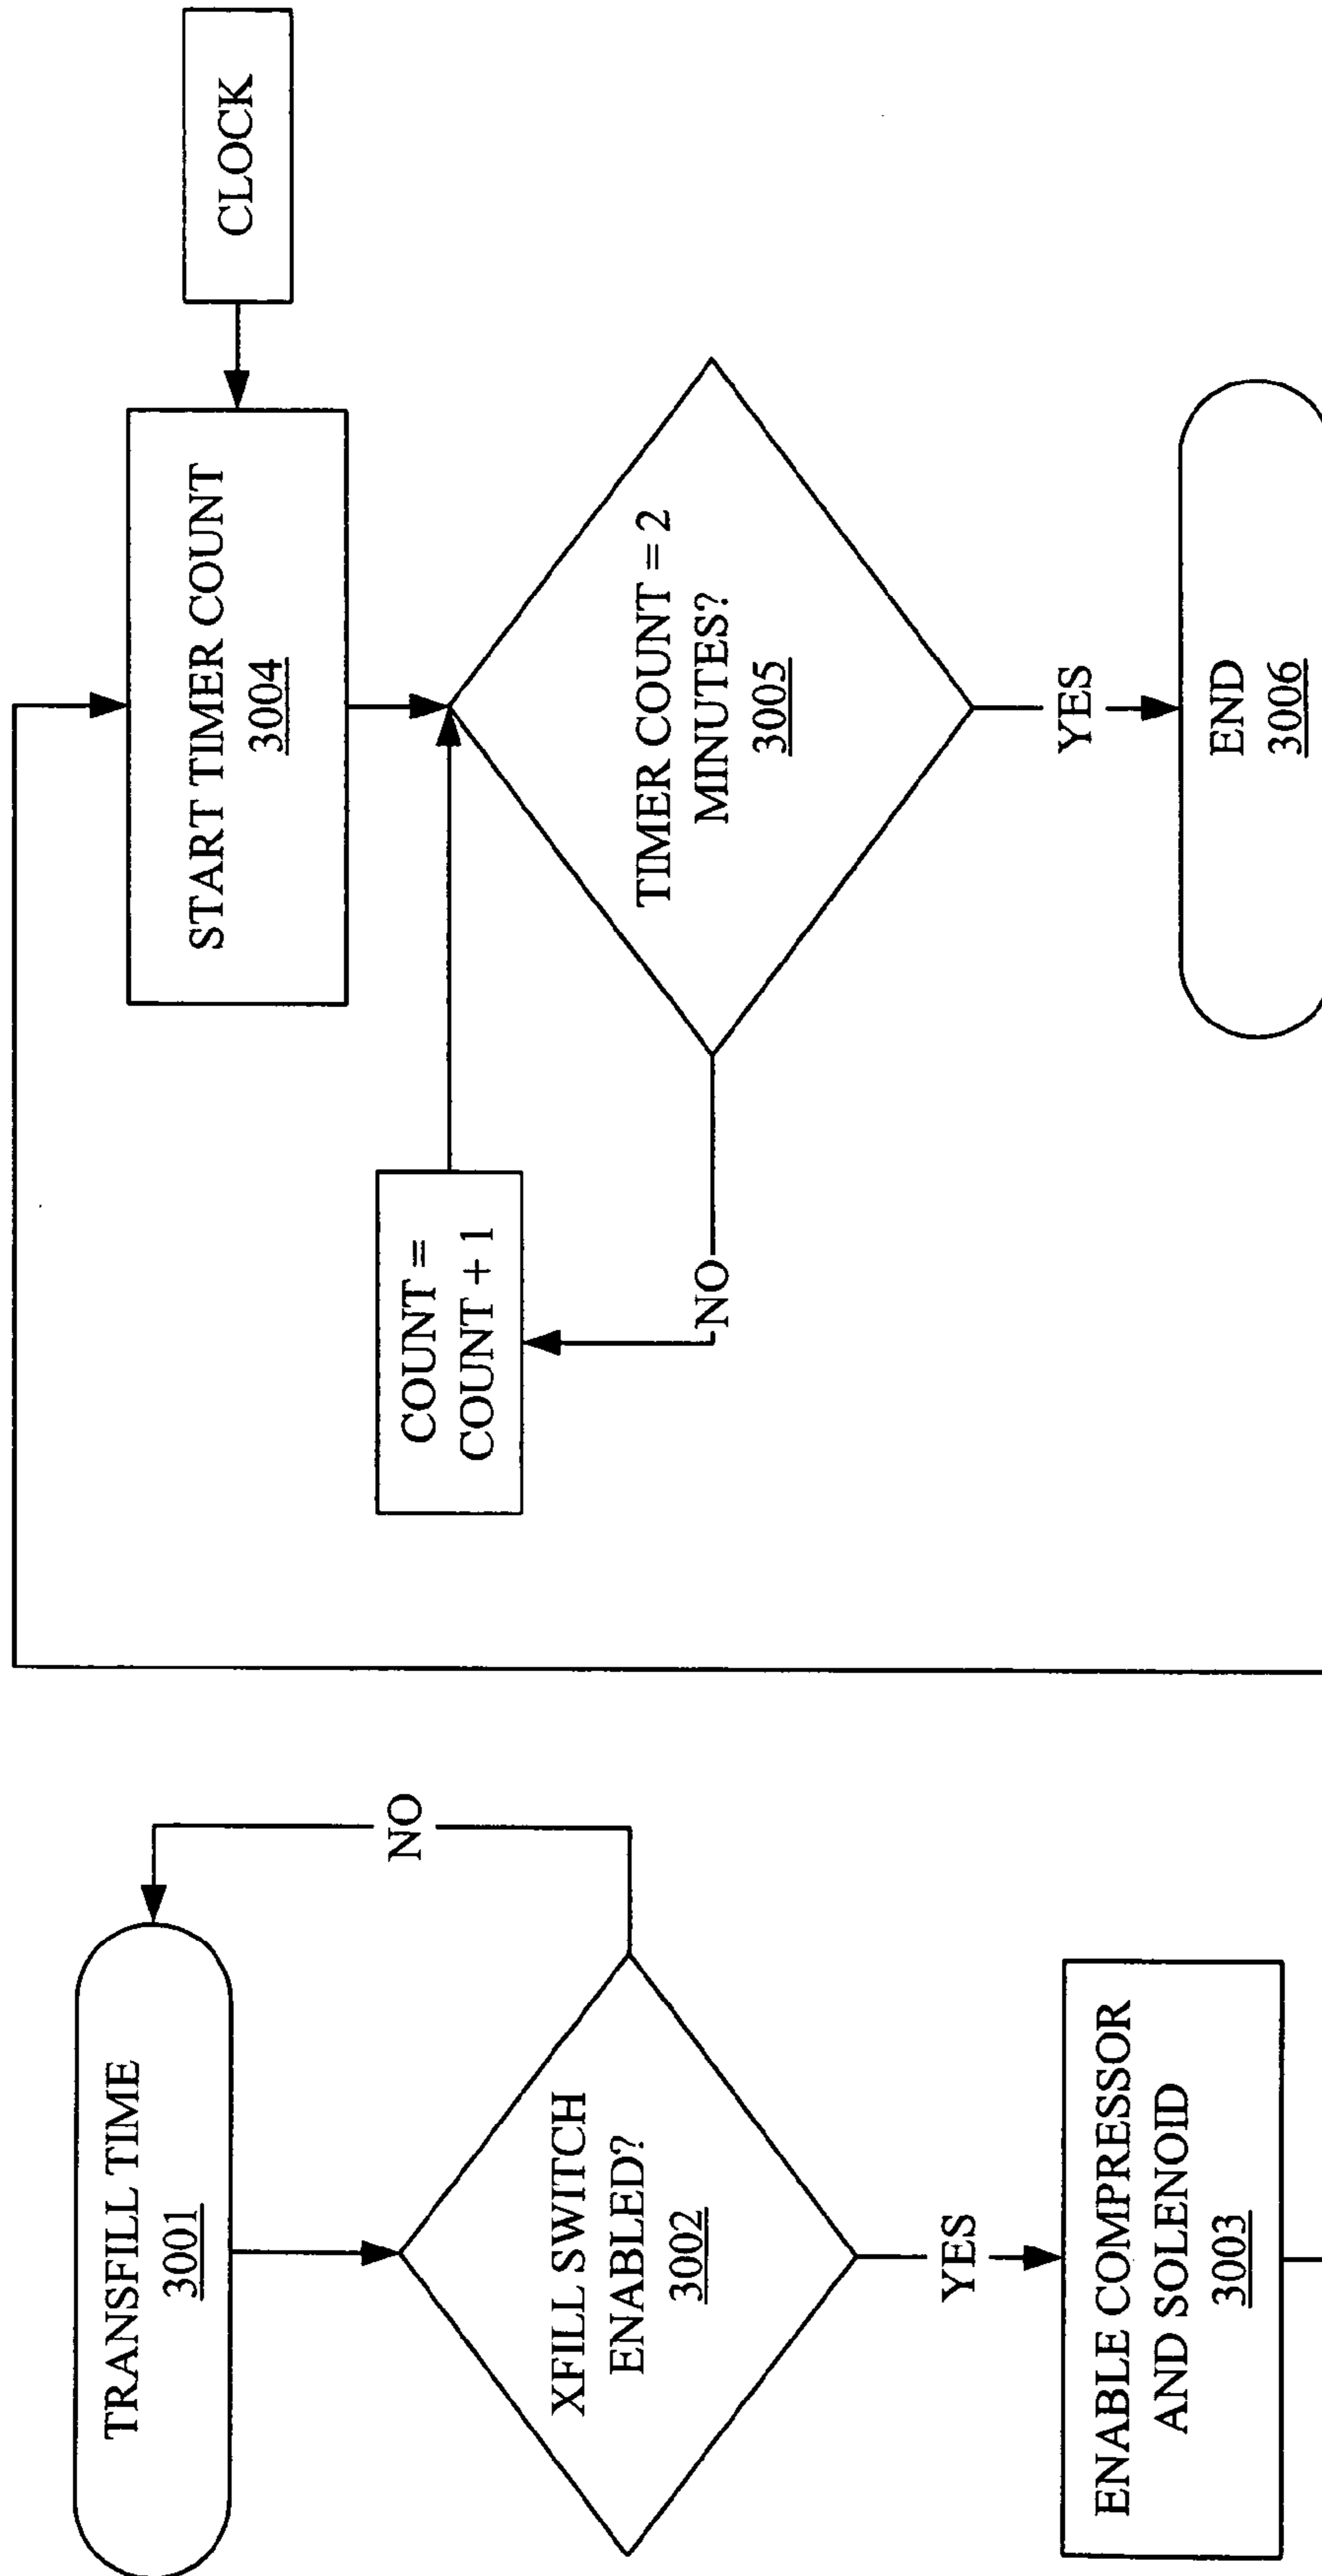 TRANSFILL TIME
3001
NO
XFILL SWITCH
ENABLED?
3002
YES
ENABLE COMPRESSOR
AND SOLENOID
3003
CLOCK
START TIMER COUNT
3004
COUNT =
COUNT + 1
TIMER COUNT = 2
MINUTES?
3005
NO
YES
END
3006